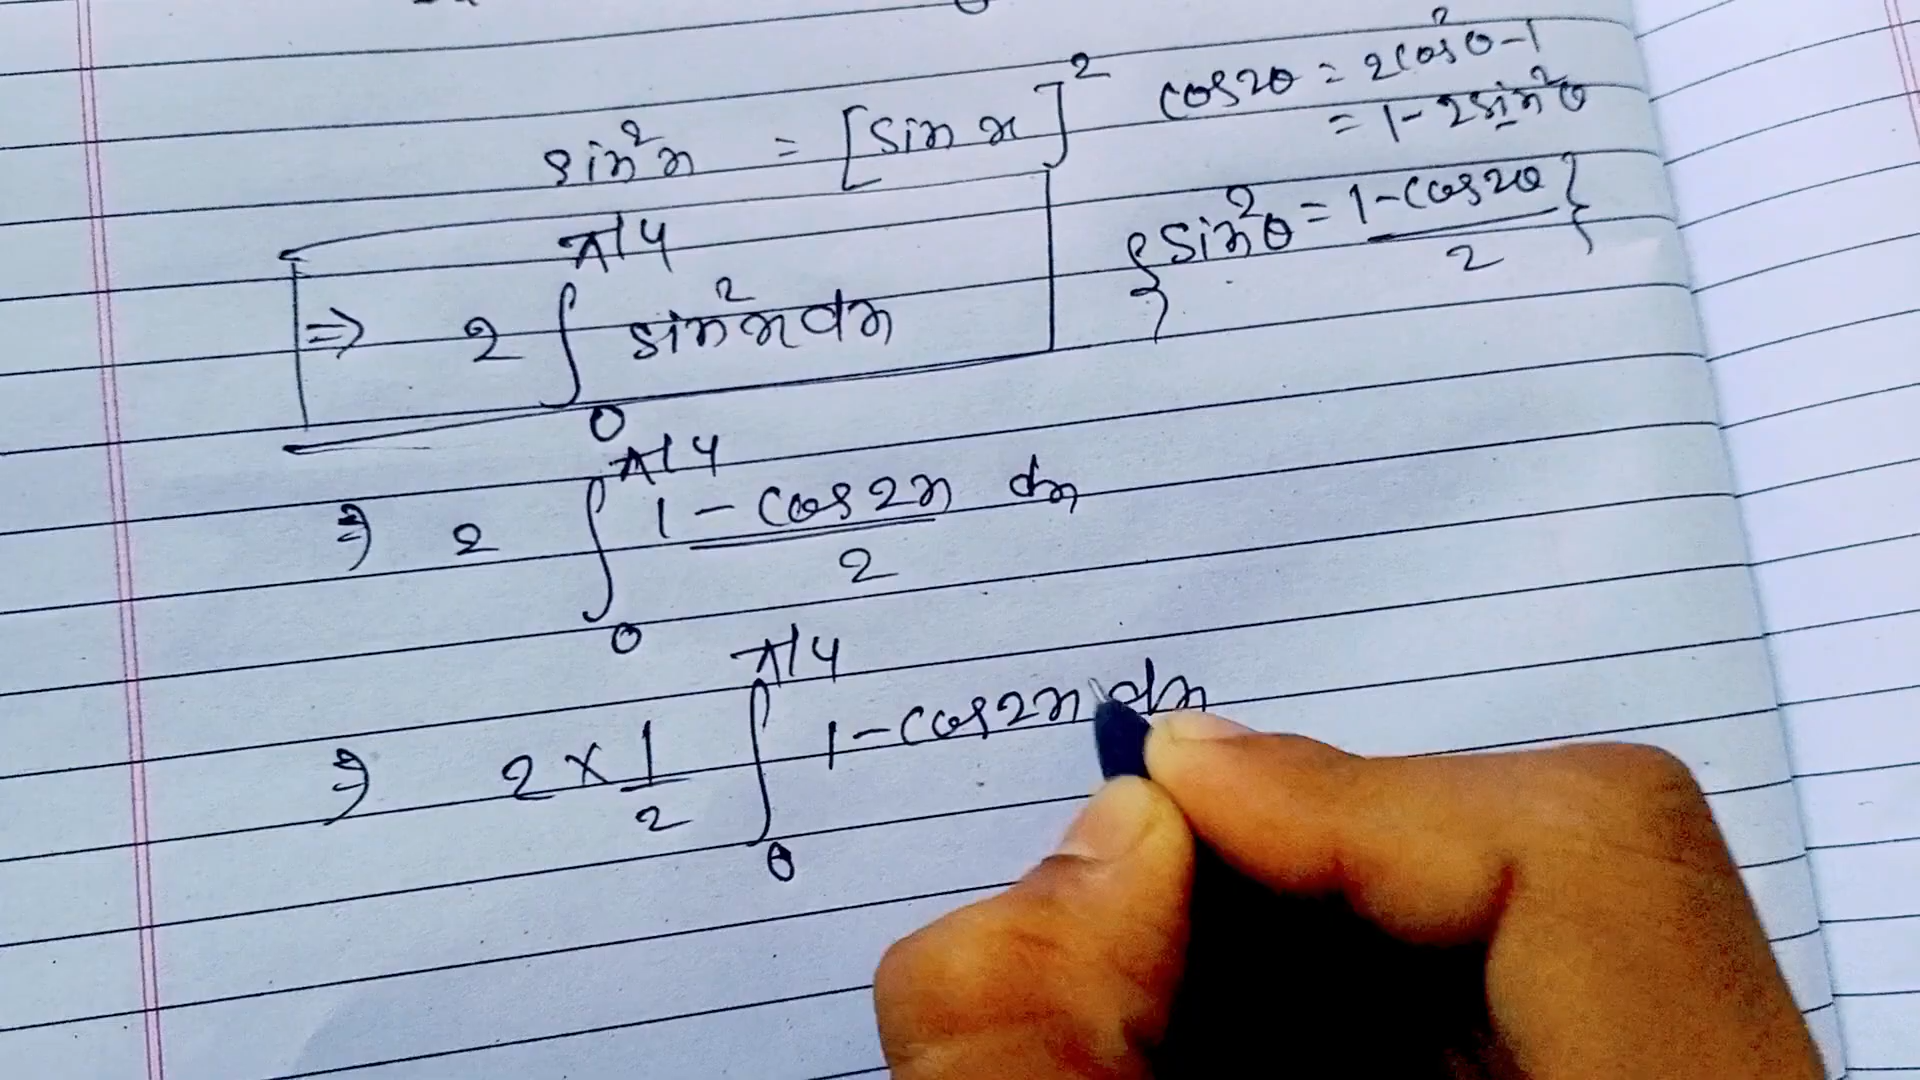 sin²x = [sin x]²
cos2θ = 2cos²θ-1
= 1-2sin²θ
{sin²θ = 1-cos2θ / 2}
⇒ 2 ∫₀^π/4 sin²x dx
⇒ 2 ∫₀^π/4 1-cos2x / 2 dx
⇒ 2 × 1/2 ∫₀^π/4 1-cos2x dx